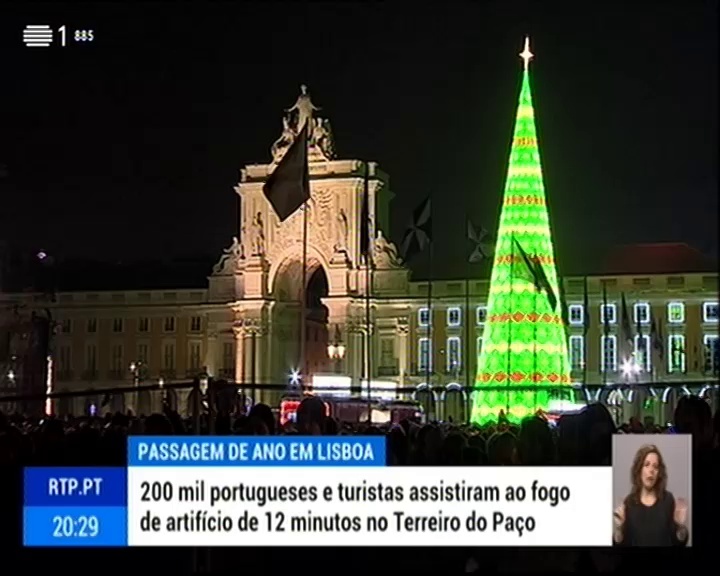 1 885
PASSAGEM DE ANO EM LISBOA
RTP.PT
20:29
200 mil portugueses e turistas assistiram ao fogo
de artifício de 12 minutos no Terreiro do Paço